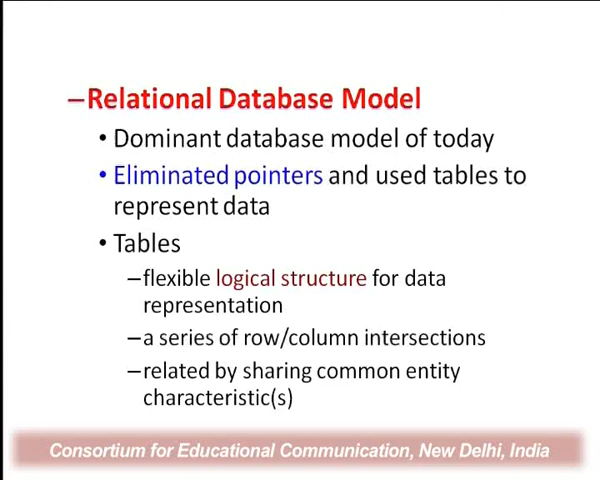 –Relational Database Model
• Dominant database model of today
• Eliminated pointers and used tables to
represent data
• Tables
–flexible logical structure for data
representation
–a series of row/column intersections
–related by sharing common entity
characteristic(s)
Consortium for Educational Communication, New Delhi, India